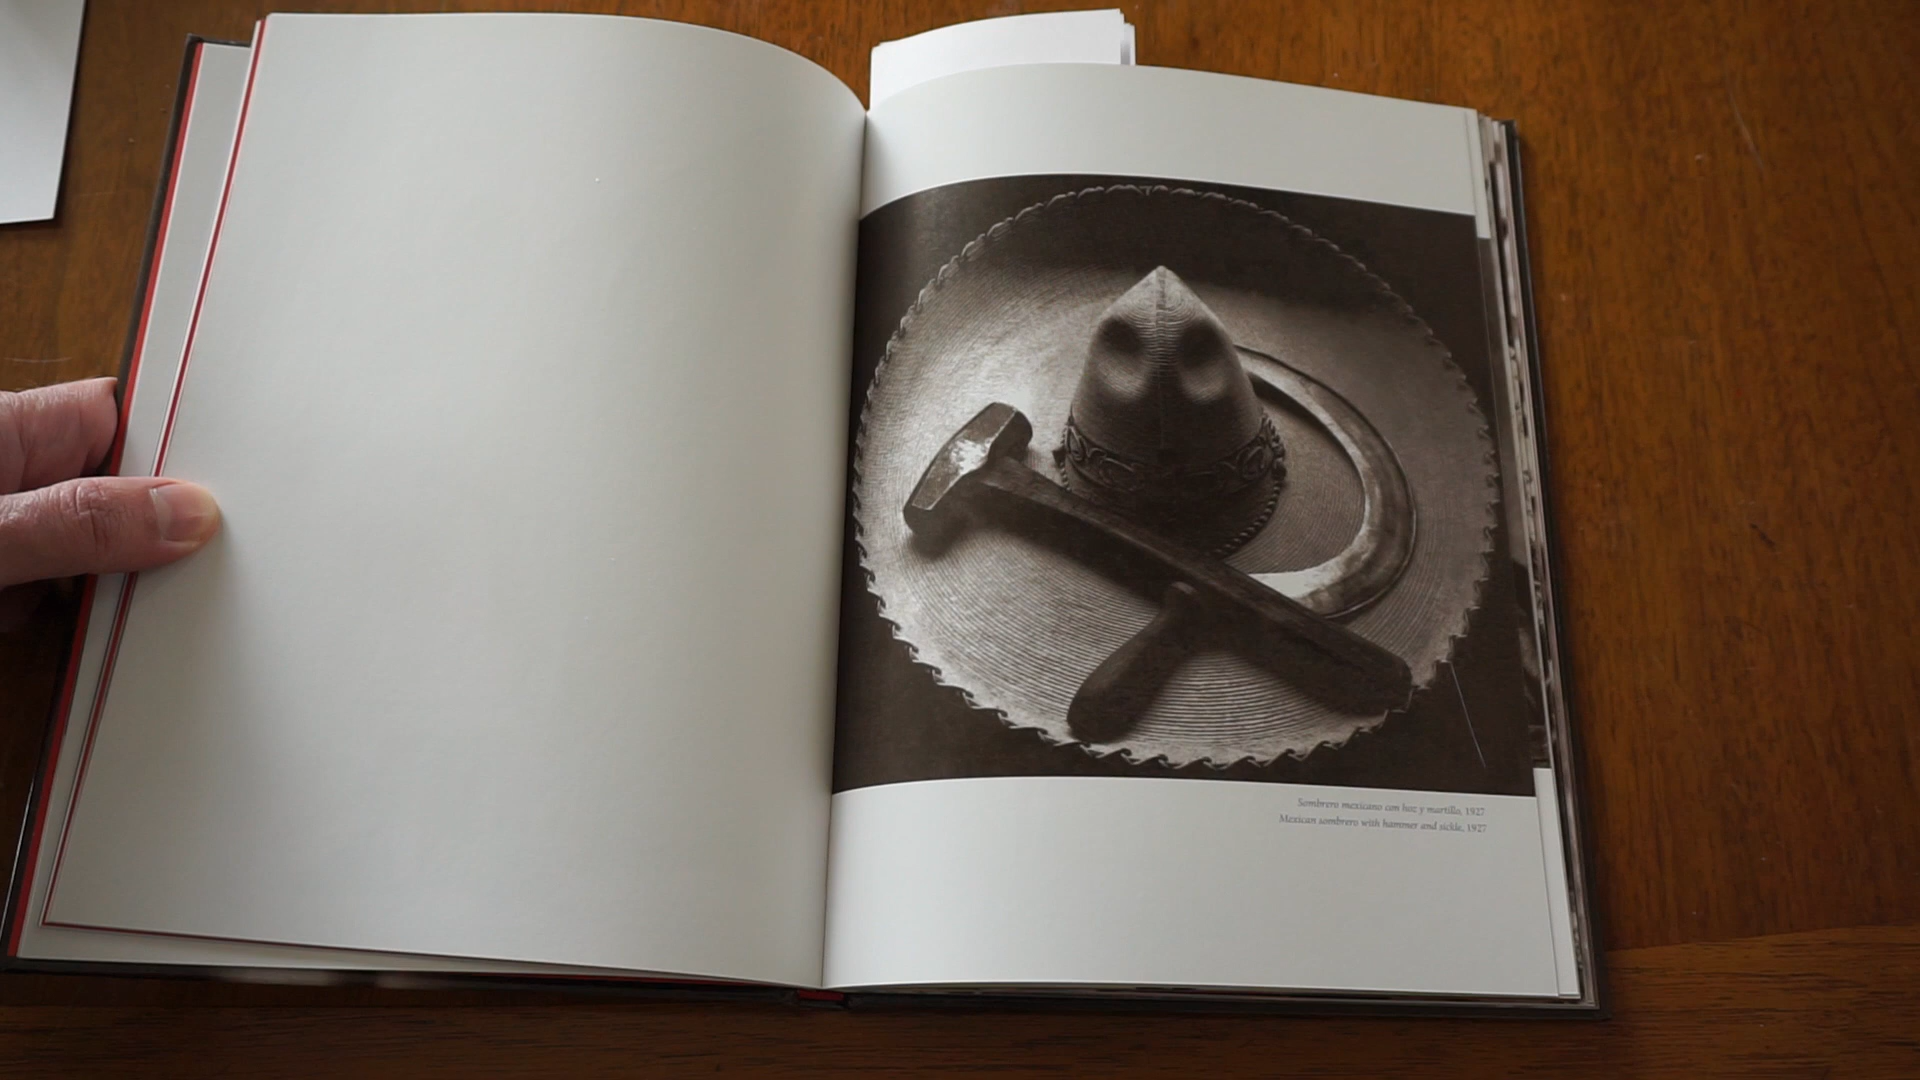 Sombrero mexicano con hoz y martillo, 1927
Mexican sombrero with hammer and sickle, 1927